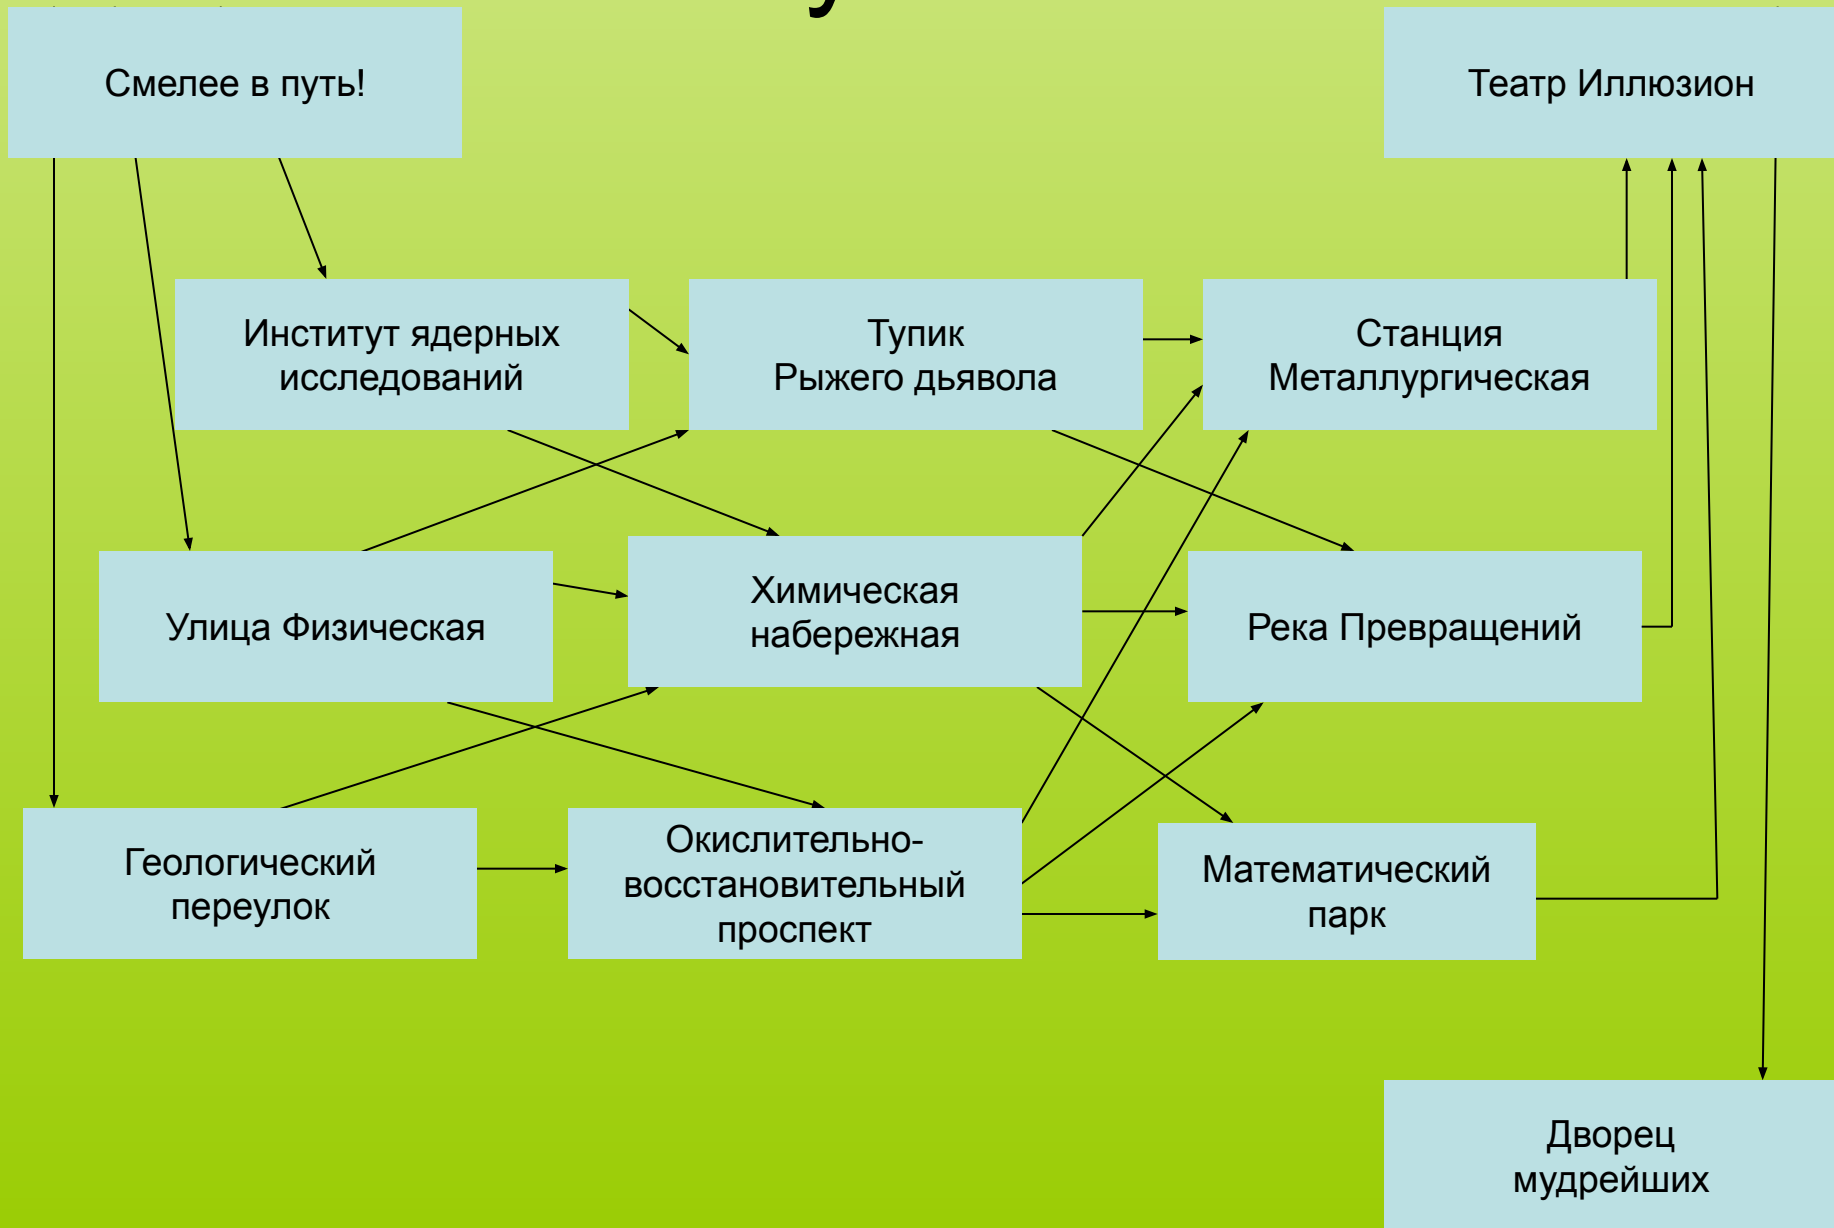 Смелее в путь!
Театр Иллюзион
Институт ядерных
исследований
Тупик
Рыжего дьявола
Станция
Металлургическая
Улица Физическая
Химическая
набережная
Река Превращений
Геологический
переулок
Окислительно-
восстановительный
проспект
Математический
парк
Дворец
мудрейших